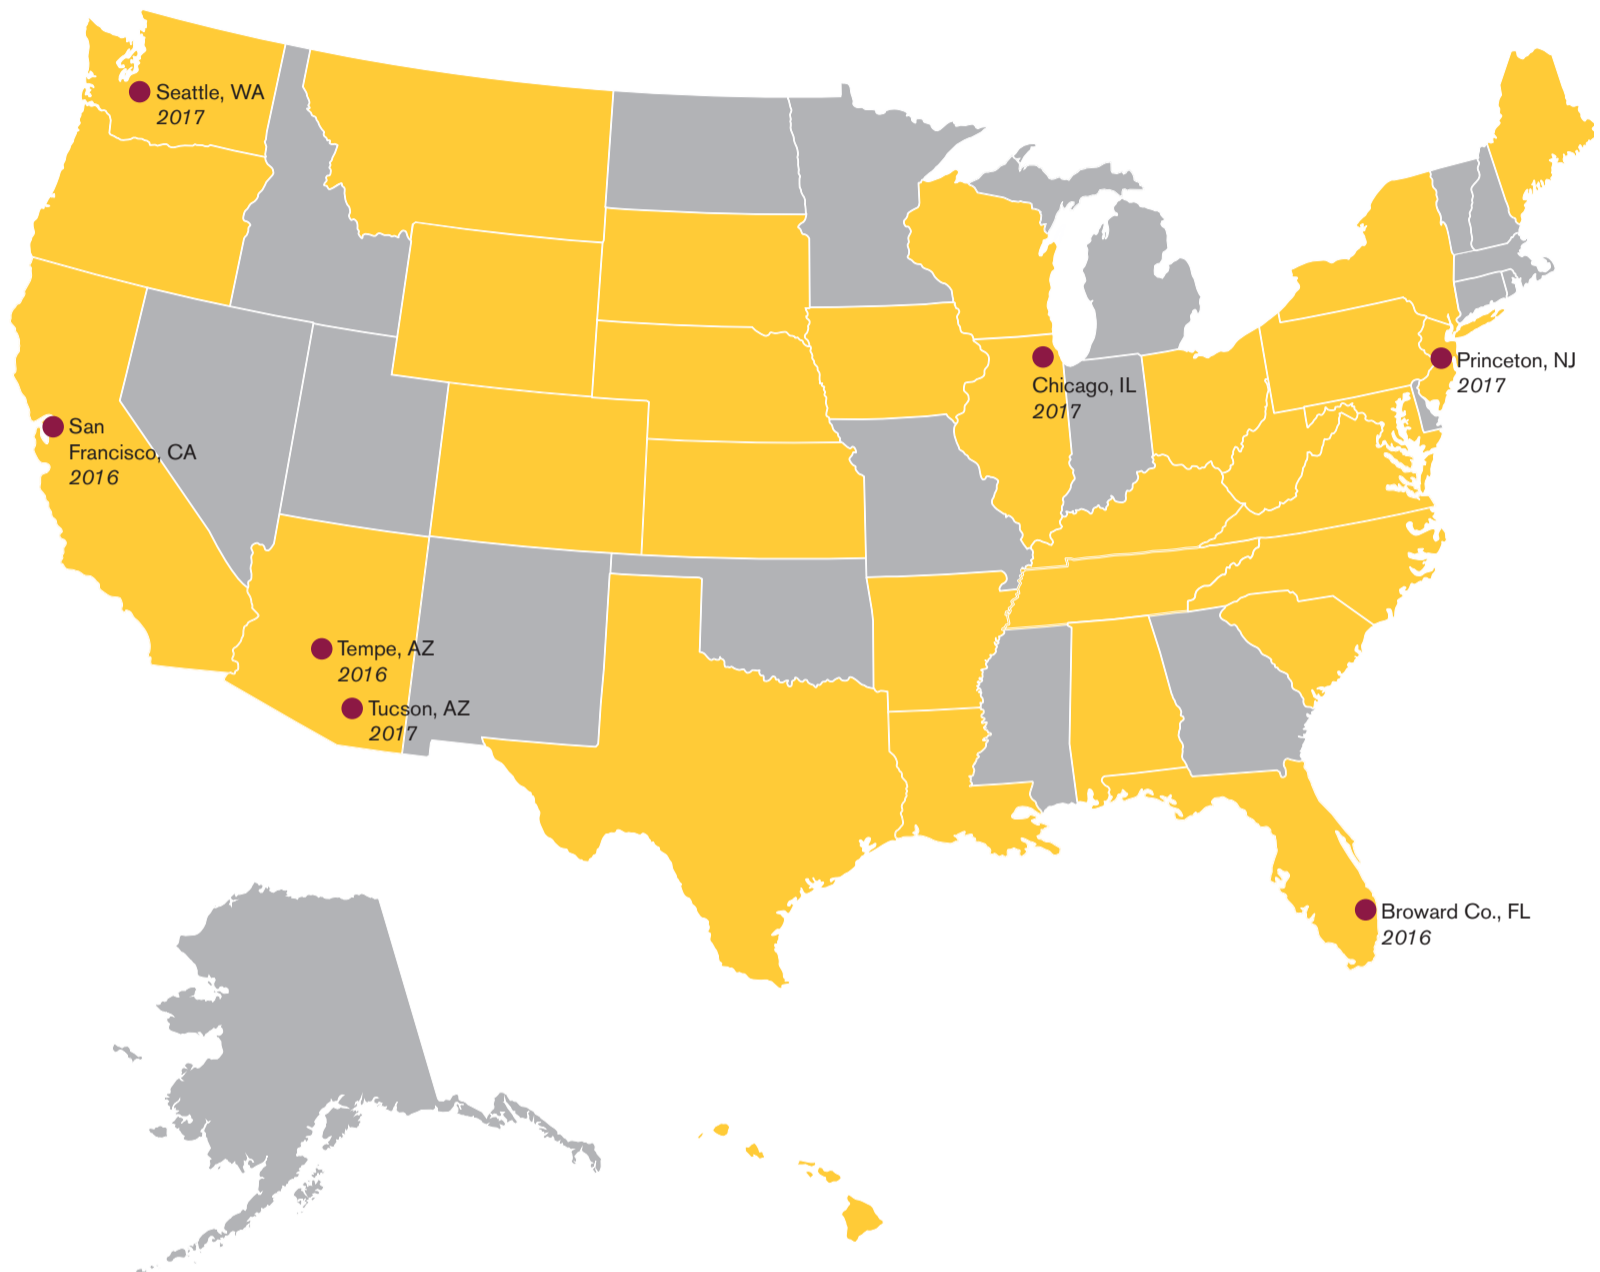 Seattle, WA
2017
San
Francisco, CA
2016
Tempe, AZ
2016
Tucson, AZ
2017
Chicago, IL
2017
Princeton, NJ
2017
Broward Co., FL
2016